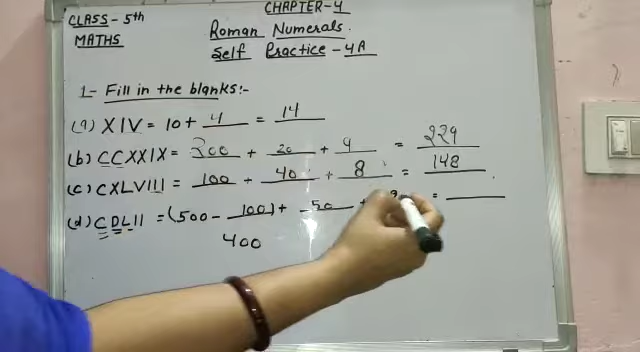 CLASS - 5th
MATHS
CHAPTER-4
Roman Numerals.
Self Practice - 4A
1- Fill in the blanks:-
(a) XIV = 10 + 4 = 14
(b) CCXXIX = 200 + 20 + 9 = 229
(c) CXLVIII = 100 + 40 + 8 = 148
(d) CDLII = (500 - 100) + 50 + =
400